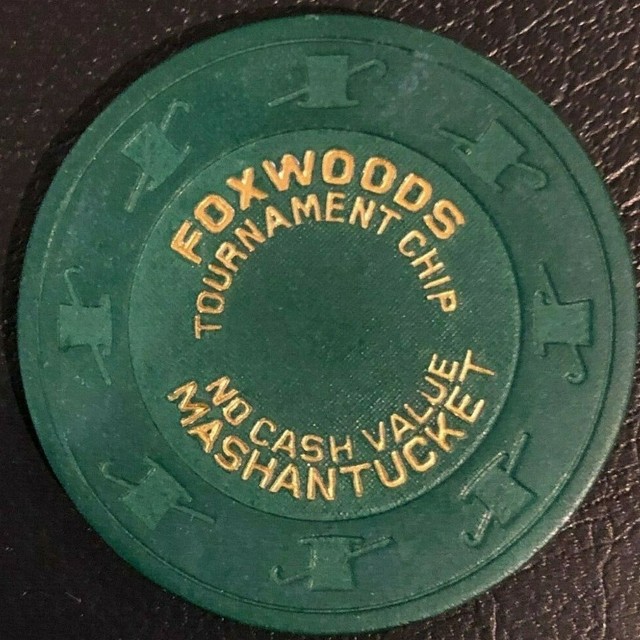 FOXWOODS
TOURNAMENT CHIP
NO CASH VALUE
MASHANTUCKET